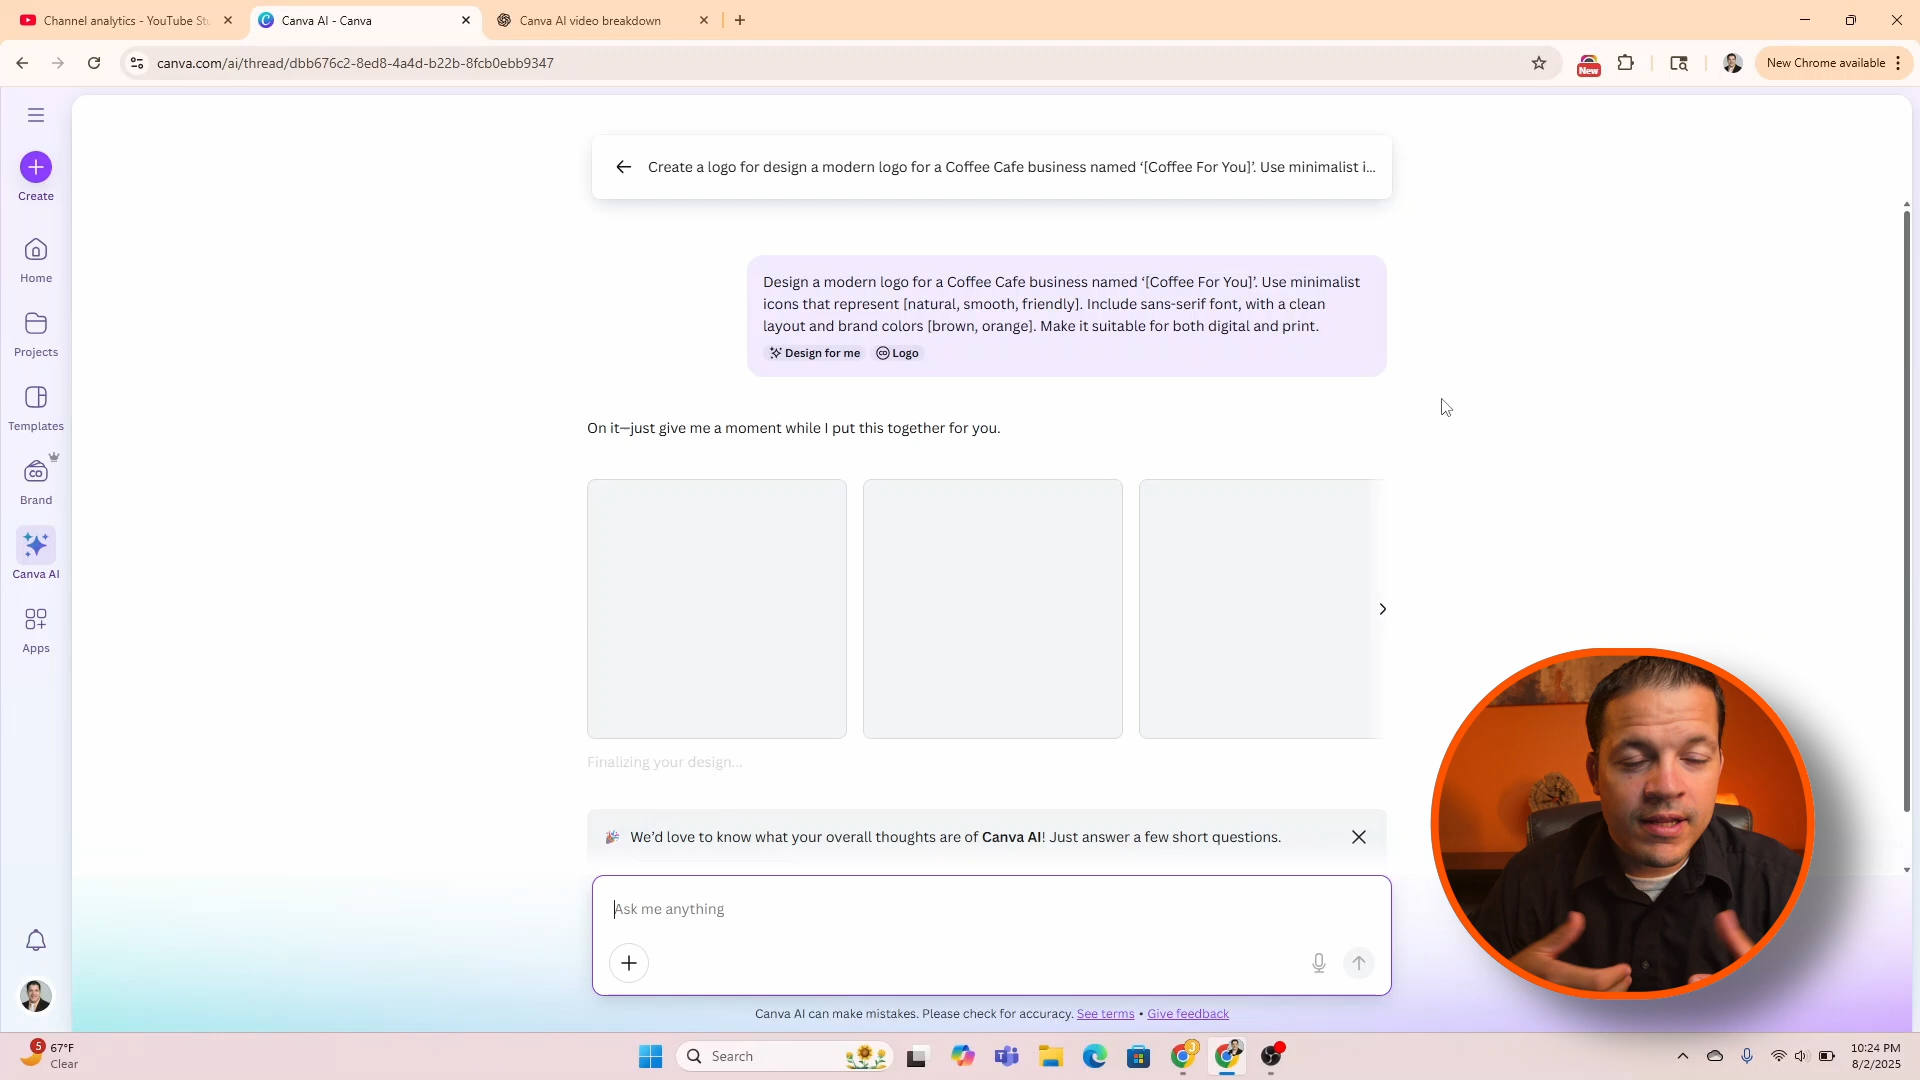 Channel analytics - YouTube St
Canva AI - Canva
Canva AI video breakdown
canva.com/ai/thread/dbb676c2-8ed8-4a4d-b22b-8fcb0ebb9347
New
New Chrome available
Create
Home
Projects
Templates
Brand
Canva AI
Apps
Create a logo for design a modern logo for a Coffee Cafe business named ‘[Coffee For You]’. Use minimalist i...
Design a modern logo for a Coffee Cafe business named ‘[Coffee For You]’. Use minimalist
icons that represent [natural, smooth, friendly]. Include sans-serif font, with a clean
layout and brand colors [brown, orange]. Make it suitable for both digital and print.
Design for me
Logo
On it—just give me a moment while I put this together for you.
Finalizing your design...
We’d love to know what your overall thoughts are of Canva AI! Just answer a few short questions.
Ask me anything
Canva AI can make mistakes. Please check for accuracy. See terms • Give feedback
5
67°F
Clear
Search
3
10:24 PM
8/2/2025